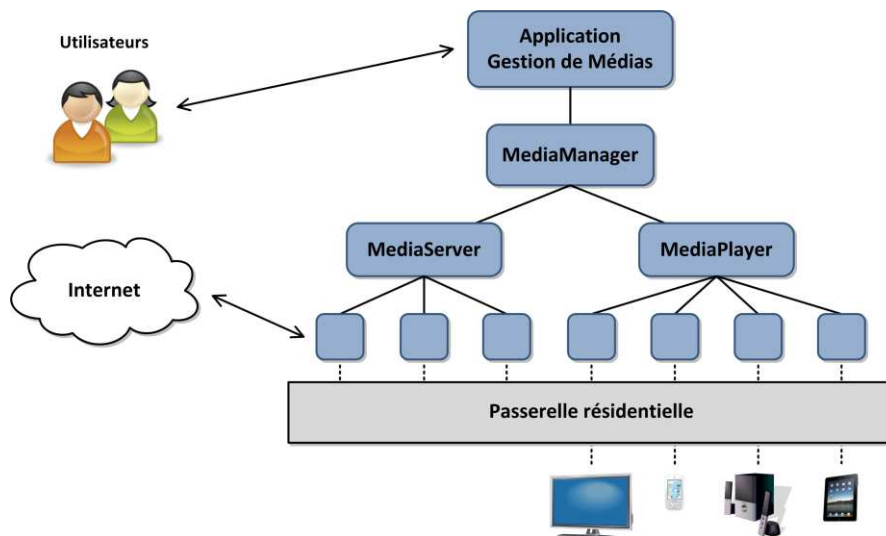 Utilisateurs
Application
Gestion de Médias
MediaManager
MediaServer
MediaPlayer
Internet
Passerelle résidentielle